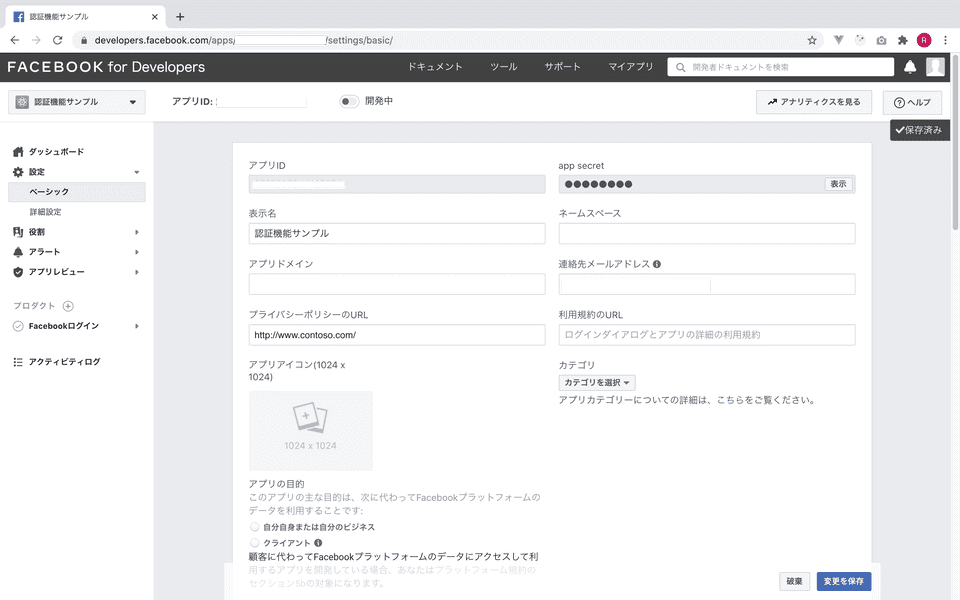 認証機能サンプル
developers.facebook.com/apps/ /settings/basic/
R
FACEBOOK for Developers
ドキュメント
ツール
サポート
マイアプリ
開発者ドキュメントを検索
認証機能サンプル
アプリID:
開発中
アナリティクスを見る
ヘルプ
保存済み
ダッシュボード
設定
ベーシック
詳細設定
役割
アラート
アプリレビュー
プロダクト
Facebookログイン
アクティビティログ
アプリID
app secret
●●●●●●●●
表示
表示名
認証機能サンプル
ネームスペース
アプリドメイン
連絡先メールアドレス
プライバシーポリシーのURL
http://www.contoso.com/
利用規約のURL
ログインダイアログとアプリの詳細の利用規約
アプリアイコン(1024 x
1024)
1024 x 1024
カテゴリ
カテゴリを選択
アプリカテゴリーについての詳細は、こちらをご覧ください。
アプリの目的
このアプリの主な目的は、次に代わってFacebookプラットフォームの
データを利用することです:
自分自身または自分のビジネス
クライアント
顧客に代わってFacebookプラットフォームのデータにアクセスして利
用するアプリを開発している場合、あなたはプラットフォーム規約の
セクション5bの対象になります。
破棄
変更を保存